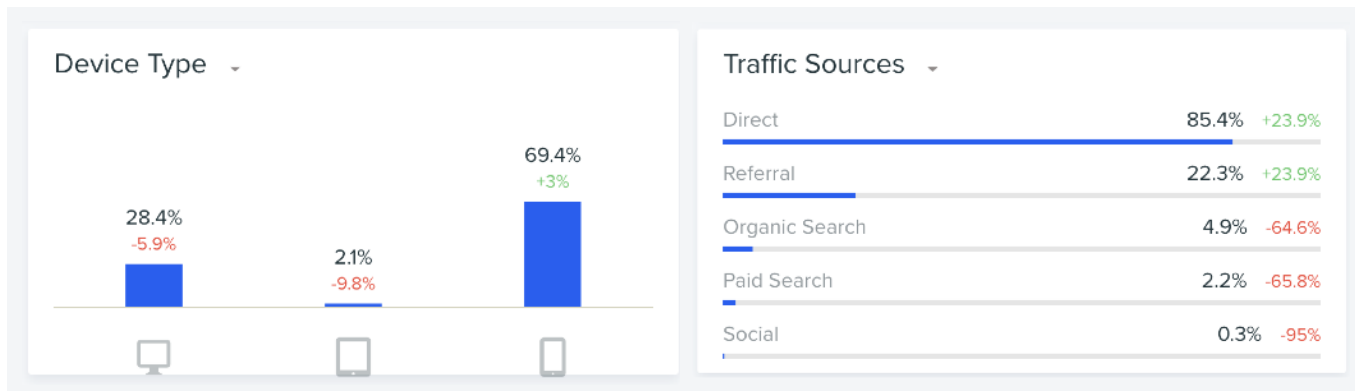 Device Type
69.4%
+3%
28.4%
-5.9%
2.1%
-9.8%
Traffic Sources
Direct 85.4% +23.9%
Referral 22.3% +23.9%
Organic Search 4.9% -64.6%
Paid Search 2.2% -65.8%
Social 0.3% -95%